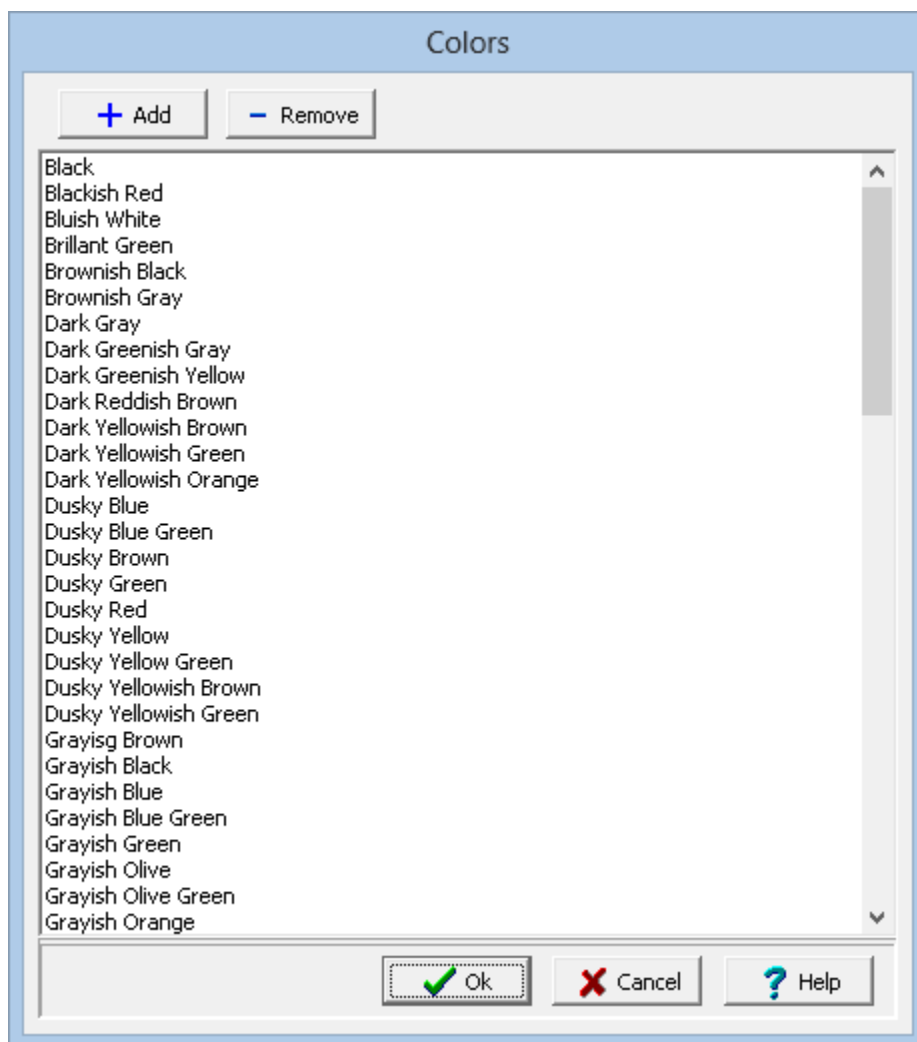 Colors
Add
Remove
Black
Blackish Red
Bluish White
Brillant Green
Brownish Black
Brownish Gray
Dark Gray
Dark Greenish Gray
Dark Greenish Yellow
Dark Reddish Brown
Dark Yellowish Brown
Dark Yellowish Green
Dark Yellowish Orange
Dusky Blue
Dusky Blue Green
Dusky Brown
Dusky Green
Dusky Red
Dusky Yellow
Dusky Yellow Green
Dusky Yellowish Brown
Dusky Yellowish Green
Grayisg Brown
Grayish Black
Grayish Blue
Grayish Blue Green
Grayish Green
Grayish Olive
Grayish Olive Green
Grayish Orange
Ok
Cancel
Help